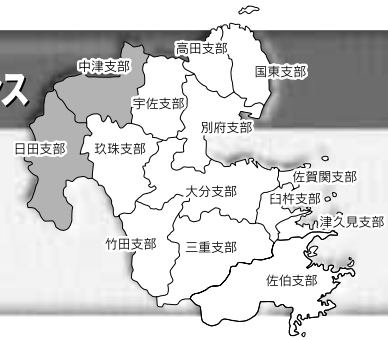 高田支部
中津支部
国東支部
ンス
宇佐支部
別府支部
日田支部
玖珠支部
佐賀関支部
大分支部
臼杵支部
津久見支部
竹田支部
三重支部
佐伯支部